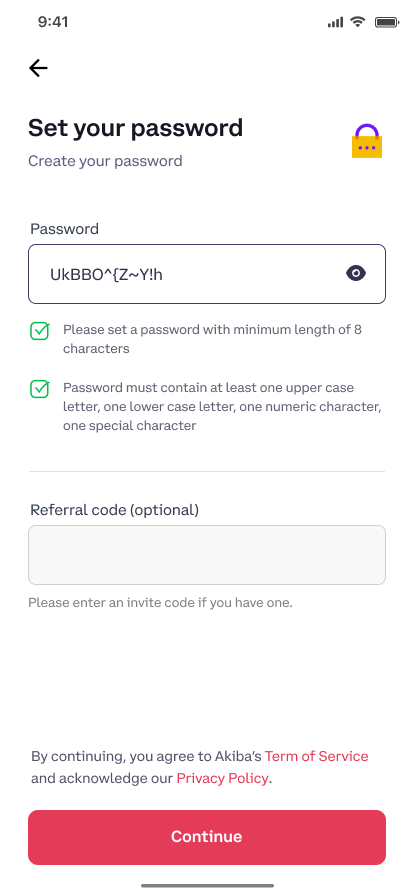 9:41
Set your password
Create your password
Password
UkBBO^{Z~Y!h
Please set a password with minimum length of 8
characters
Password must contain at least one upper case
letter, one lower case letter, one numeric character,
one special character
Referral code (optional)
Please enter an invite code if you have one.
By continuing, you agree to Akiba’s Term of Service
and acknowledge our Privacy Policy.
Continue